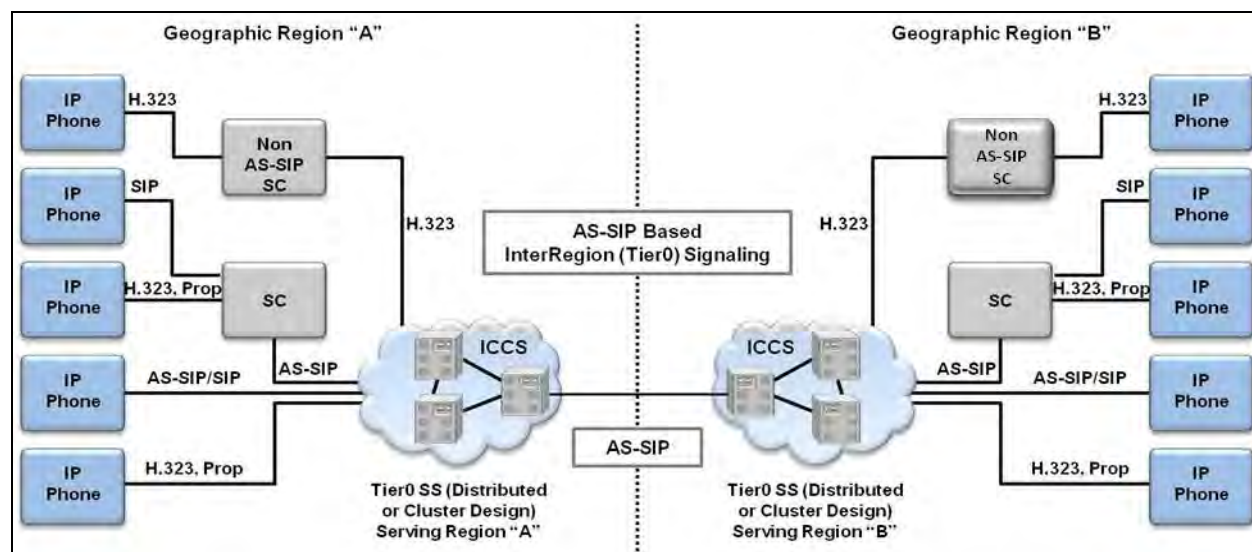 Geographic Region “A”
Geographic Region “B”
IP
Phone
H.323
Non
AS-SIP
SC
H.323
IP
Phone
SIP
IP
Phone
H.323, Prop
SC
AS-SIP
IP
Phone
AS-SIP/SIP
IP
Phone
H.323, Prop
ICCS
Tier0 SS (Distributed
or Cluster Design)
Serving Region “A”
AS-SIP Based
InterRegion (Tier0) Signaling
AS-SIP
H.323
IP
Phone
Non
AS-SIP
SC
H.323
SIP
IP
Phone
SC
H.323, Prop
IP
Phone
AS-SIP
AS-SIP/SIP
IP
Phone
H.323, Prop
IP
Phone
ICCS
Tier0 SS (Distributed
or Cluster Design)
Serving Region “B”